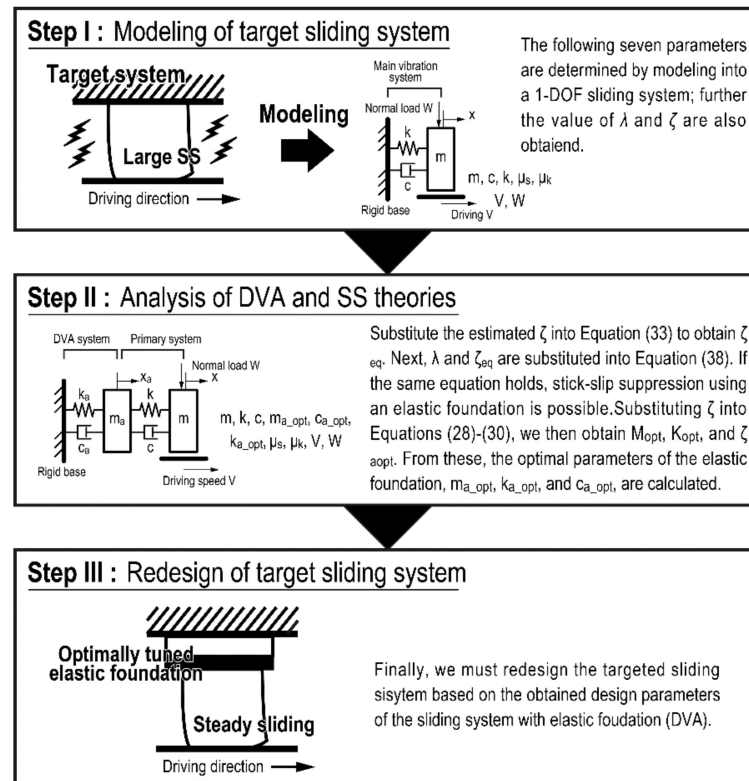 Step I : Modeling of target sliding system
Target system
Large SS
Driving direction
Modeling
Main vibration
system
Normal load W
x
k
m
c
Rigid base
Driving V
m, c, k, μs, μk
V, W
The following seven parameters
are determined by modeling into
a 1-DOF sliding system; further
the value of λ and ζ are also
obtaiend.
Step II : Analysis of DVA and SS theories
DVA system
Primary system
Normal load W
xa
x
ka
k
ma
m
ca
c
Rigid base
Driving speed V
m, k, c, ma_opt, ca_opt,
ka_opt, μs, μk, V, W
Substitute the estimated ζ into Equation (33) to obtain ζ
eq. Next, λ and ζeq are substituted into Equation (38). If
the same equation holds, stick-slip suppression using
an elastic foundation is possible.Substituting ζ into
Equations (28)-(30), we then obtain Mopt, Kopt, and ζ
aopt. From these, the optimal parameters of the elastic
foundation, ma_opt, ka_opt, and ca_opt, are calculated.
Step III : Redesign of target sliding system
Optimally tuned
elastic foundation
Steady sliding
Driving direction
Finally, we must redesign the targeted sliding
sisytem based on the obtained design parameters
of the sliding system with elastic foudation (DVA).